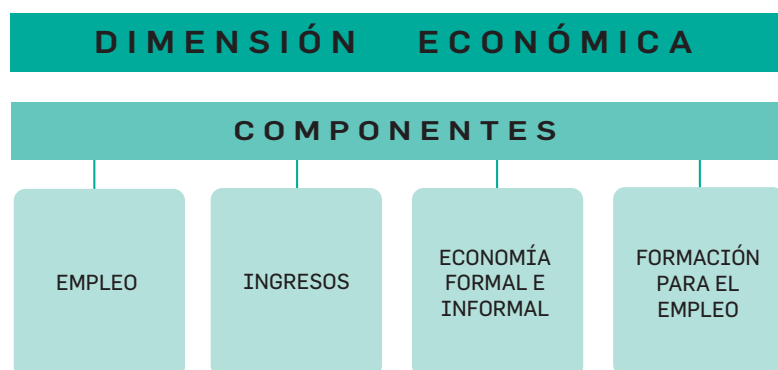 DIMENSIÓN ECONÓMICA
COMPONENTES
EMPLEO
INGRESOS
ECONOMÍA
FORMAL E
INFORMAL
FORMACIÓN
PARA EL
EMPLEO